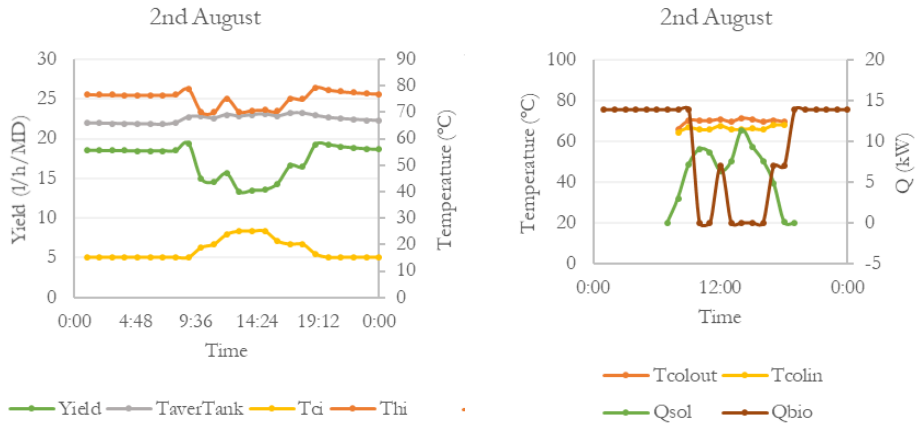 2nd August
30
25
20
15
10
5
0
Yield (l/h/MD)
90
80
70
60
50
40
30
20
10
0
Temperature (°C)
0:00 4:48 9:36 14:24 19:12 0:00
Time
Yield TaverTank Tci Thi
2nd August
100
80
60
40
20
0
Temperature (°C)
20
15
10
5
0
-5
Q (kW)
0:00 12:00 0:00
Time
Tcolout Tcolin
Qsol Qbio